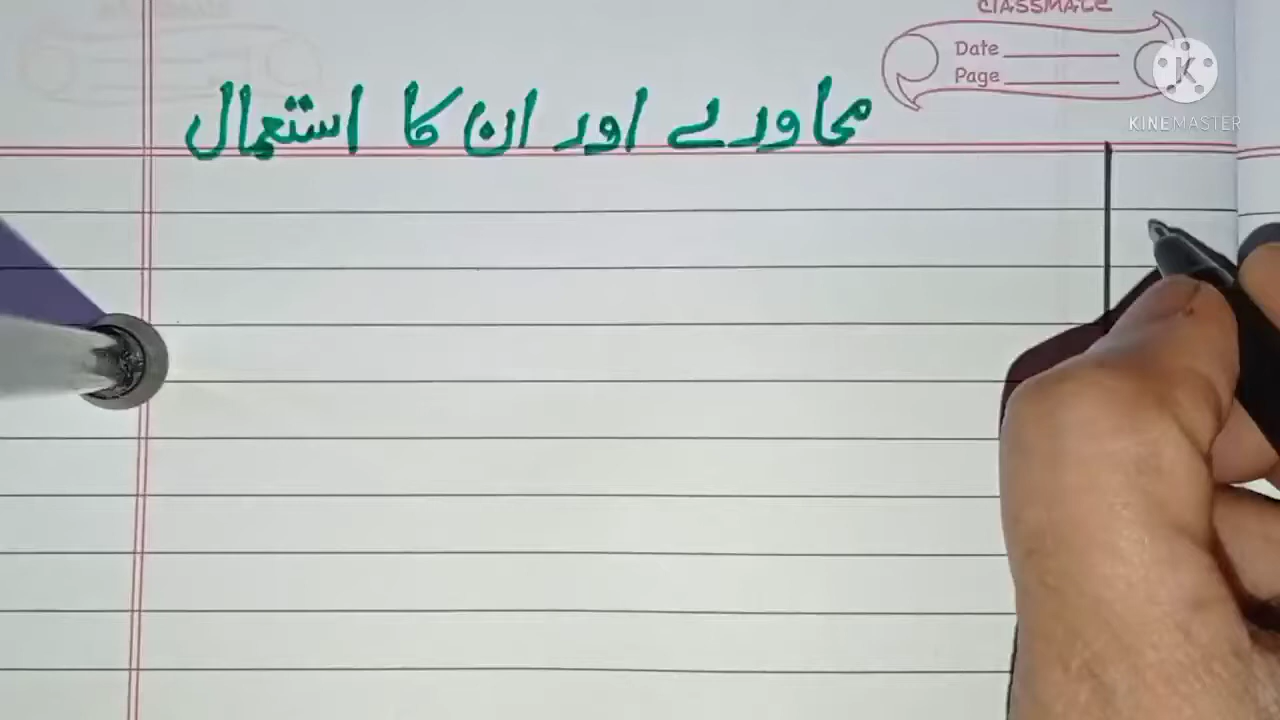 CLASSMATE
Date
Page
K
KINEMASTER
محاورے اور ان کا استعمال